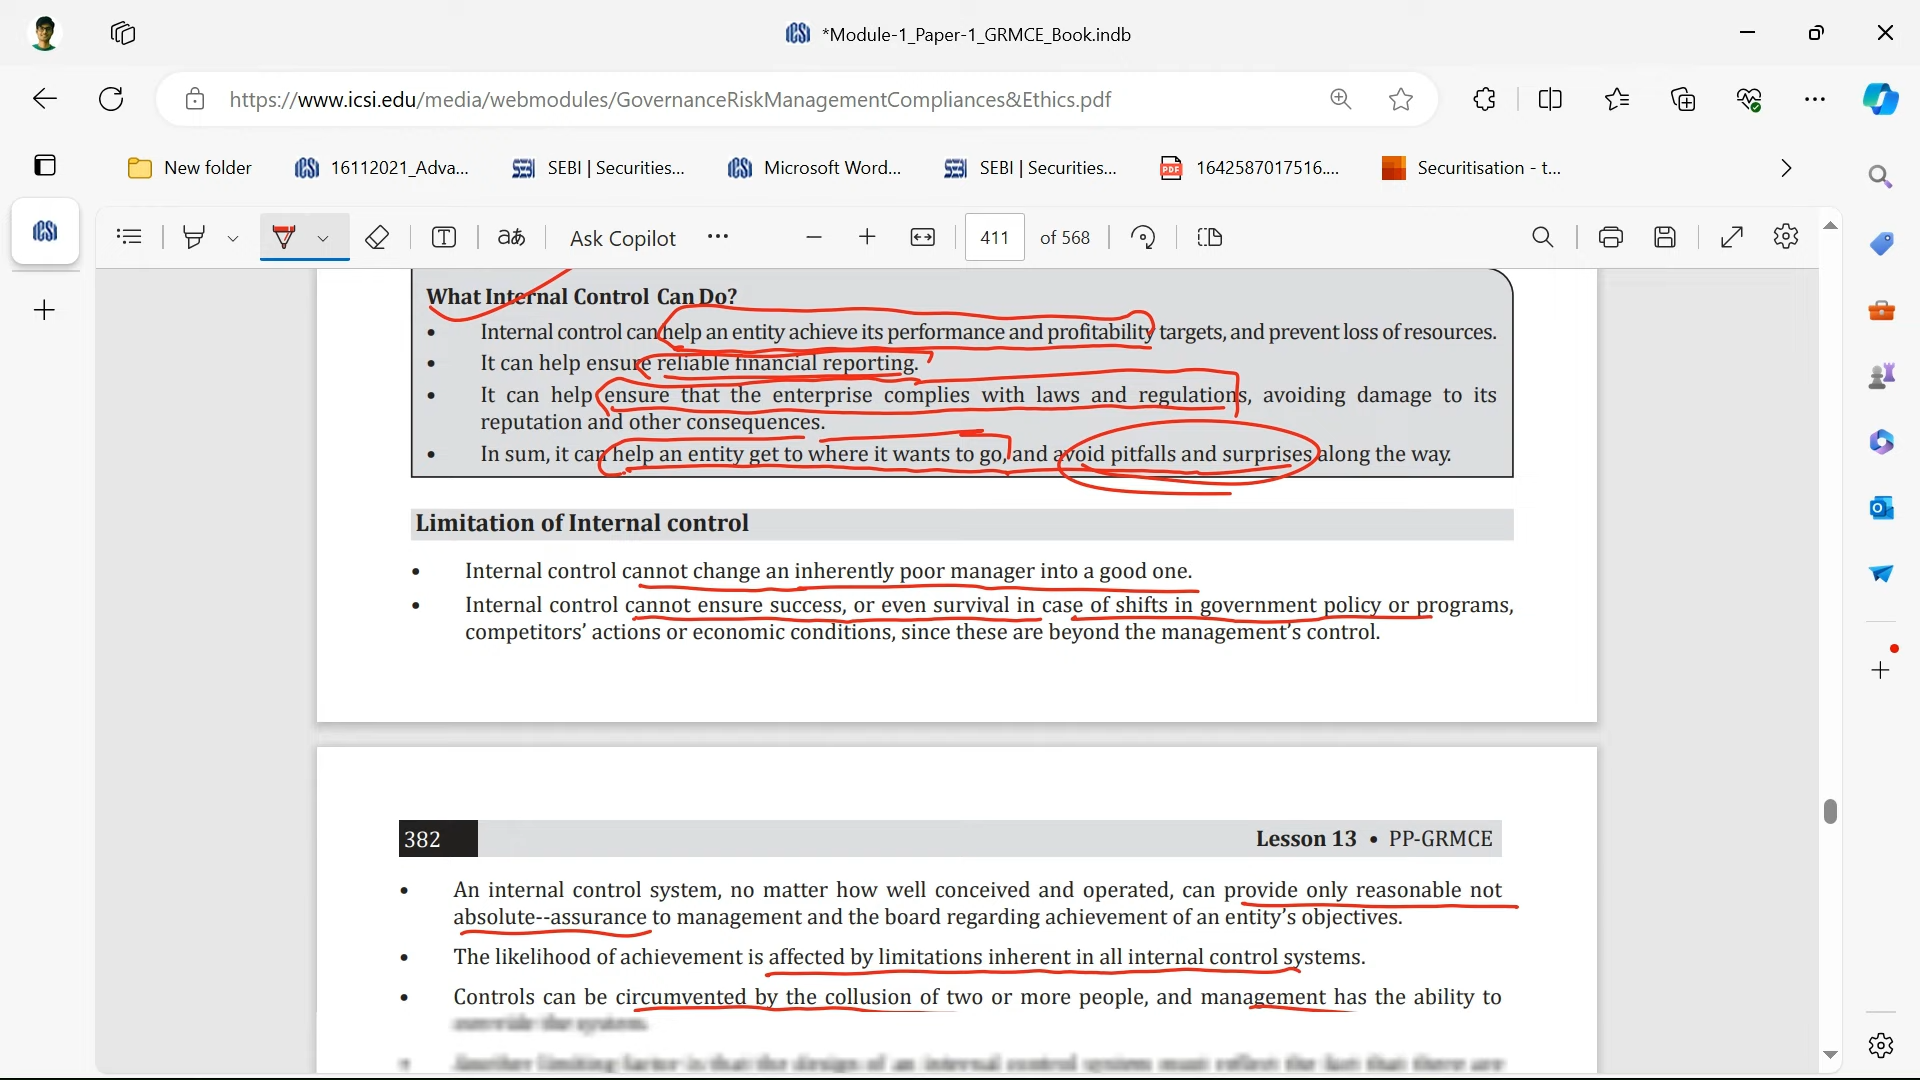 *Module-1_Paper-1_GRMCE_Book.indb
https://www.icsi.edu/media/webmodules/GovernanceRiskManagementCompliances&Ethics.pdf
New folder
16112021_Adva...
SEBI | Securities...
Microsoft Word...
SEBI | Securities...
1642587017516....
Securitisation - t...
Ask Copilot
411 of 568
What Internal Control Can Do?
• Internal control can help an entity achieve its performance and profitability targets, and prevent loss of resources.
• It can help ensure reliable financial reporting.
• It can help ensure that the enterprise complies with laws and regulations, avoiding damage to its
reputation and other consequences.
• In sum, it can help an entity get to where it wants to go, and avoid pitfalls and surprises along the way.
Limitation of Internal control
• Internal control cannot change an inherently poor manager into a good one.
• Internal control cannot ensure success, or even survival in case of shifts in government policy or programs,
competitors' actions or economic conditions, since these are beyond the management's control.
382
Lesson 13 • PP-GRMCE
• An internal control system, no matter how well conceived and operated, can provide only reasonable not
absolute--assurance to management and the board regarding achievement of an entity's objectives.
• The likelihood of achievement is affected by limitations inherent in all internal control systems.
• Controls can be circumvented by the collusion of two or more people, and management has the ability to
override the system.